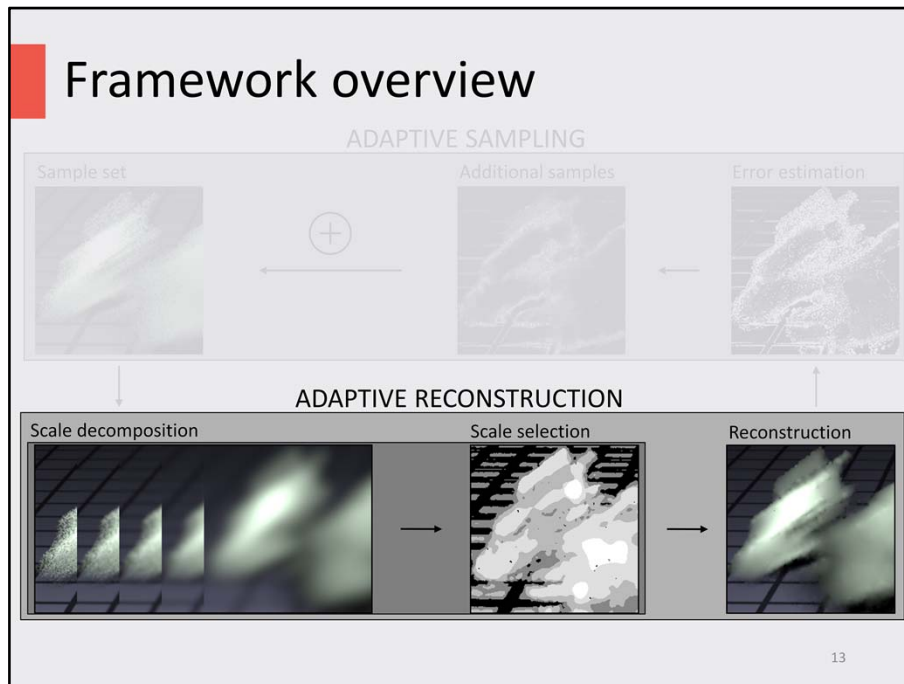 Framework overview
ADAPTIVE SAMPLING
Sample set
Additional samples
Error estimation
ADAPTIVE RECONSTRUCTION
Scale decomposition
Scale selection
Reconstruction
13